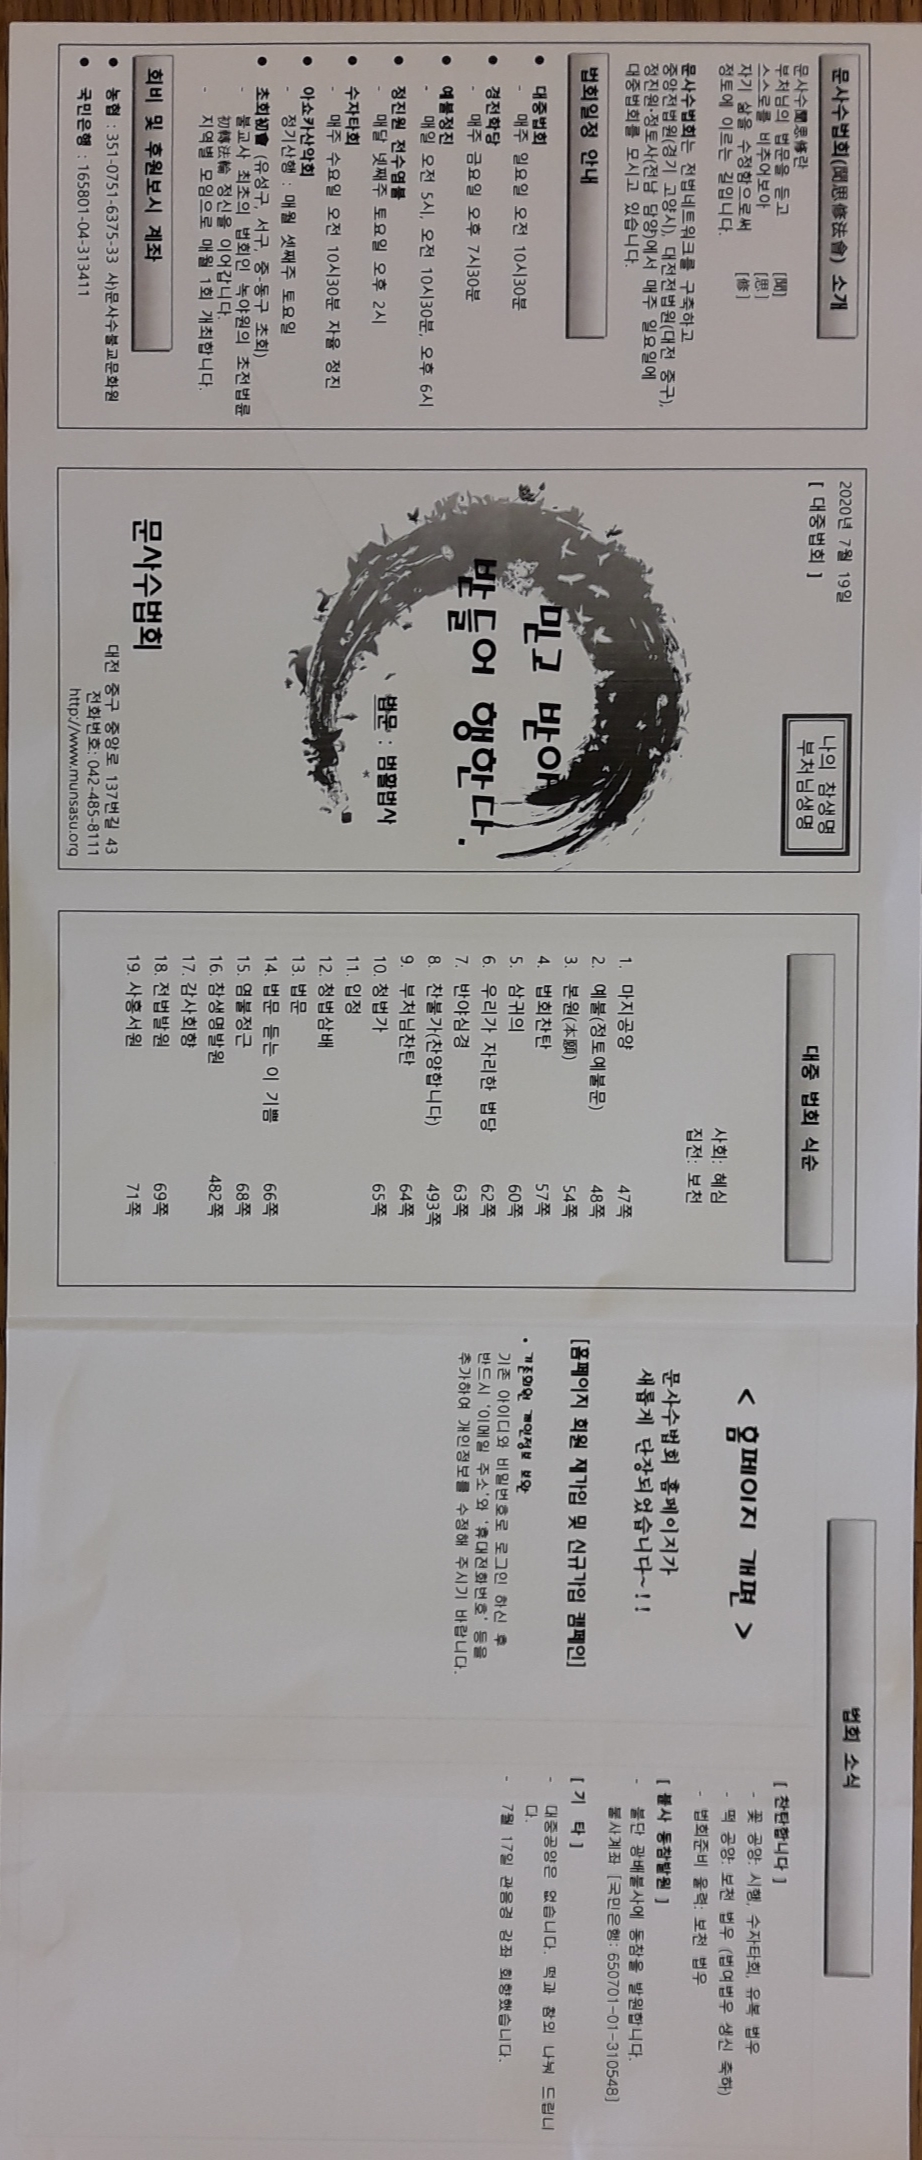 문사수법회(聞思修法會) 소개
문사수聞思修란
부처님의 법문을 듣고 [聞]
스스로를 비추어보아 [思]
자기 삶을 수정함으로써 [修]
정토에 이르는 길입니다.
문사수법회는 전법네트워크를 구축하고
중앙전법원(경기 고양시), 대전전법원(대전 중구),
정진원정토사(전남 담양)에서 매주 일요일에
대중법회를 모시고 있습니다.
법회일정 안내
● 대중법회
- 매주 일요일 오전 10시30분
● 경전학당
- 매주 금요일 오후 7시30분
● 예불정진
- 매일 오전 5시, 오전 10시30분, 오후 6시
● 정진원 전수염불
- 매달 넷째주 토요일 오후 2시
● 수자타회
- 매주 수요일 오전 10시30분 자율 정진
● 아쇼카산악회
- 정기산행 : 매월 셋째주 토요일
● 초회初會 (유성구, 서구, 중·동구 초회)
- 불교사 최초의 법회인 녹야원의 초전법륜
初轉法輪 정신을 이어갑니다.
- 지역별 모임으로 매월 1회 개최합니다.
회비 및 후원보시 계좌
● 농협 : 351-0751-6375-33 사)문사수불교문화원
● 국민은행 : 165801-04-313411
2020년 7월 19일
[ 대중법회 ]
나의 참생명
부처님생명
믿고 받아
받들어 행한다.
법문 : 범활법사
문사수법회
대전 중구 중앙로 137번길 43
전화번호: 042-485-8111
http://www.munsasu.org
대중 법회 식순
사회: 혜심
집전: 보천
1. 마지공양 47쪽
2. 예불(정토예불문) 48쪽
3. 본원(本願) 54쪽
4. 법회찬탄 57쪽
5. 삼귀의 60쪽
6. 우리가 자리한 법당 62쪽
7. 반야심경 63쪽
8. 찬불가(찬양합니다) 493쪽
9. 부처님찬탄 64쪽
10. 청법가 65쪽
11. 입정
12. 청법삼배
13. 법문
14. 법문 듣는 이 기쁨 66쪽
15. 염불정근 68쪽
16. 참생명발원 482쪽
17. 감사회향
18. 전법발원 69쪽
19. 사홍서원 71쪽
법회 소식
< 홈페이지 개편 >
문사수법회 홈페이지가
새롭게 단장되었습니다~!!
[홈페이지 회원 재가입 및 신규가입 캠페인]
• 기존회원 개인정보 보완
기존 아이디와 비밀번호로 로그인 하신 후
반드시 '이메일 주소'와 '휴대전화번호' 등을
추가하여 개인정보를 수정해 주시기 바랍니다.
[ 찬탄합니다 ]
- 꽃 공양: 시행, 수자타회, 유복 법우
- 떡 공양: 보천 법우 (법여법우 생신 축하)
- 법회준비 울력: 보천 법우
[ 불사 동참발원 ]
- 불단 광배불사에 동참을 발원합니다.
불사계좌 [국민은행: 650701-01-310548]
[ 기 타 ]
- 대중공양은 없습니다. 떡과 참외 나눠 드립니
다.
- 7월 17일 관음경 강좌 회향했습니다.